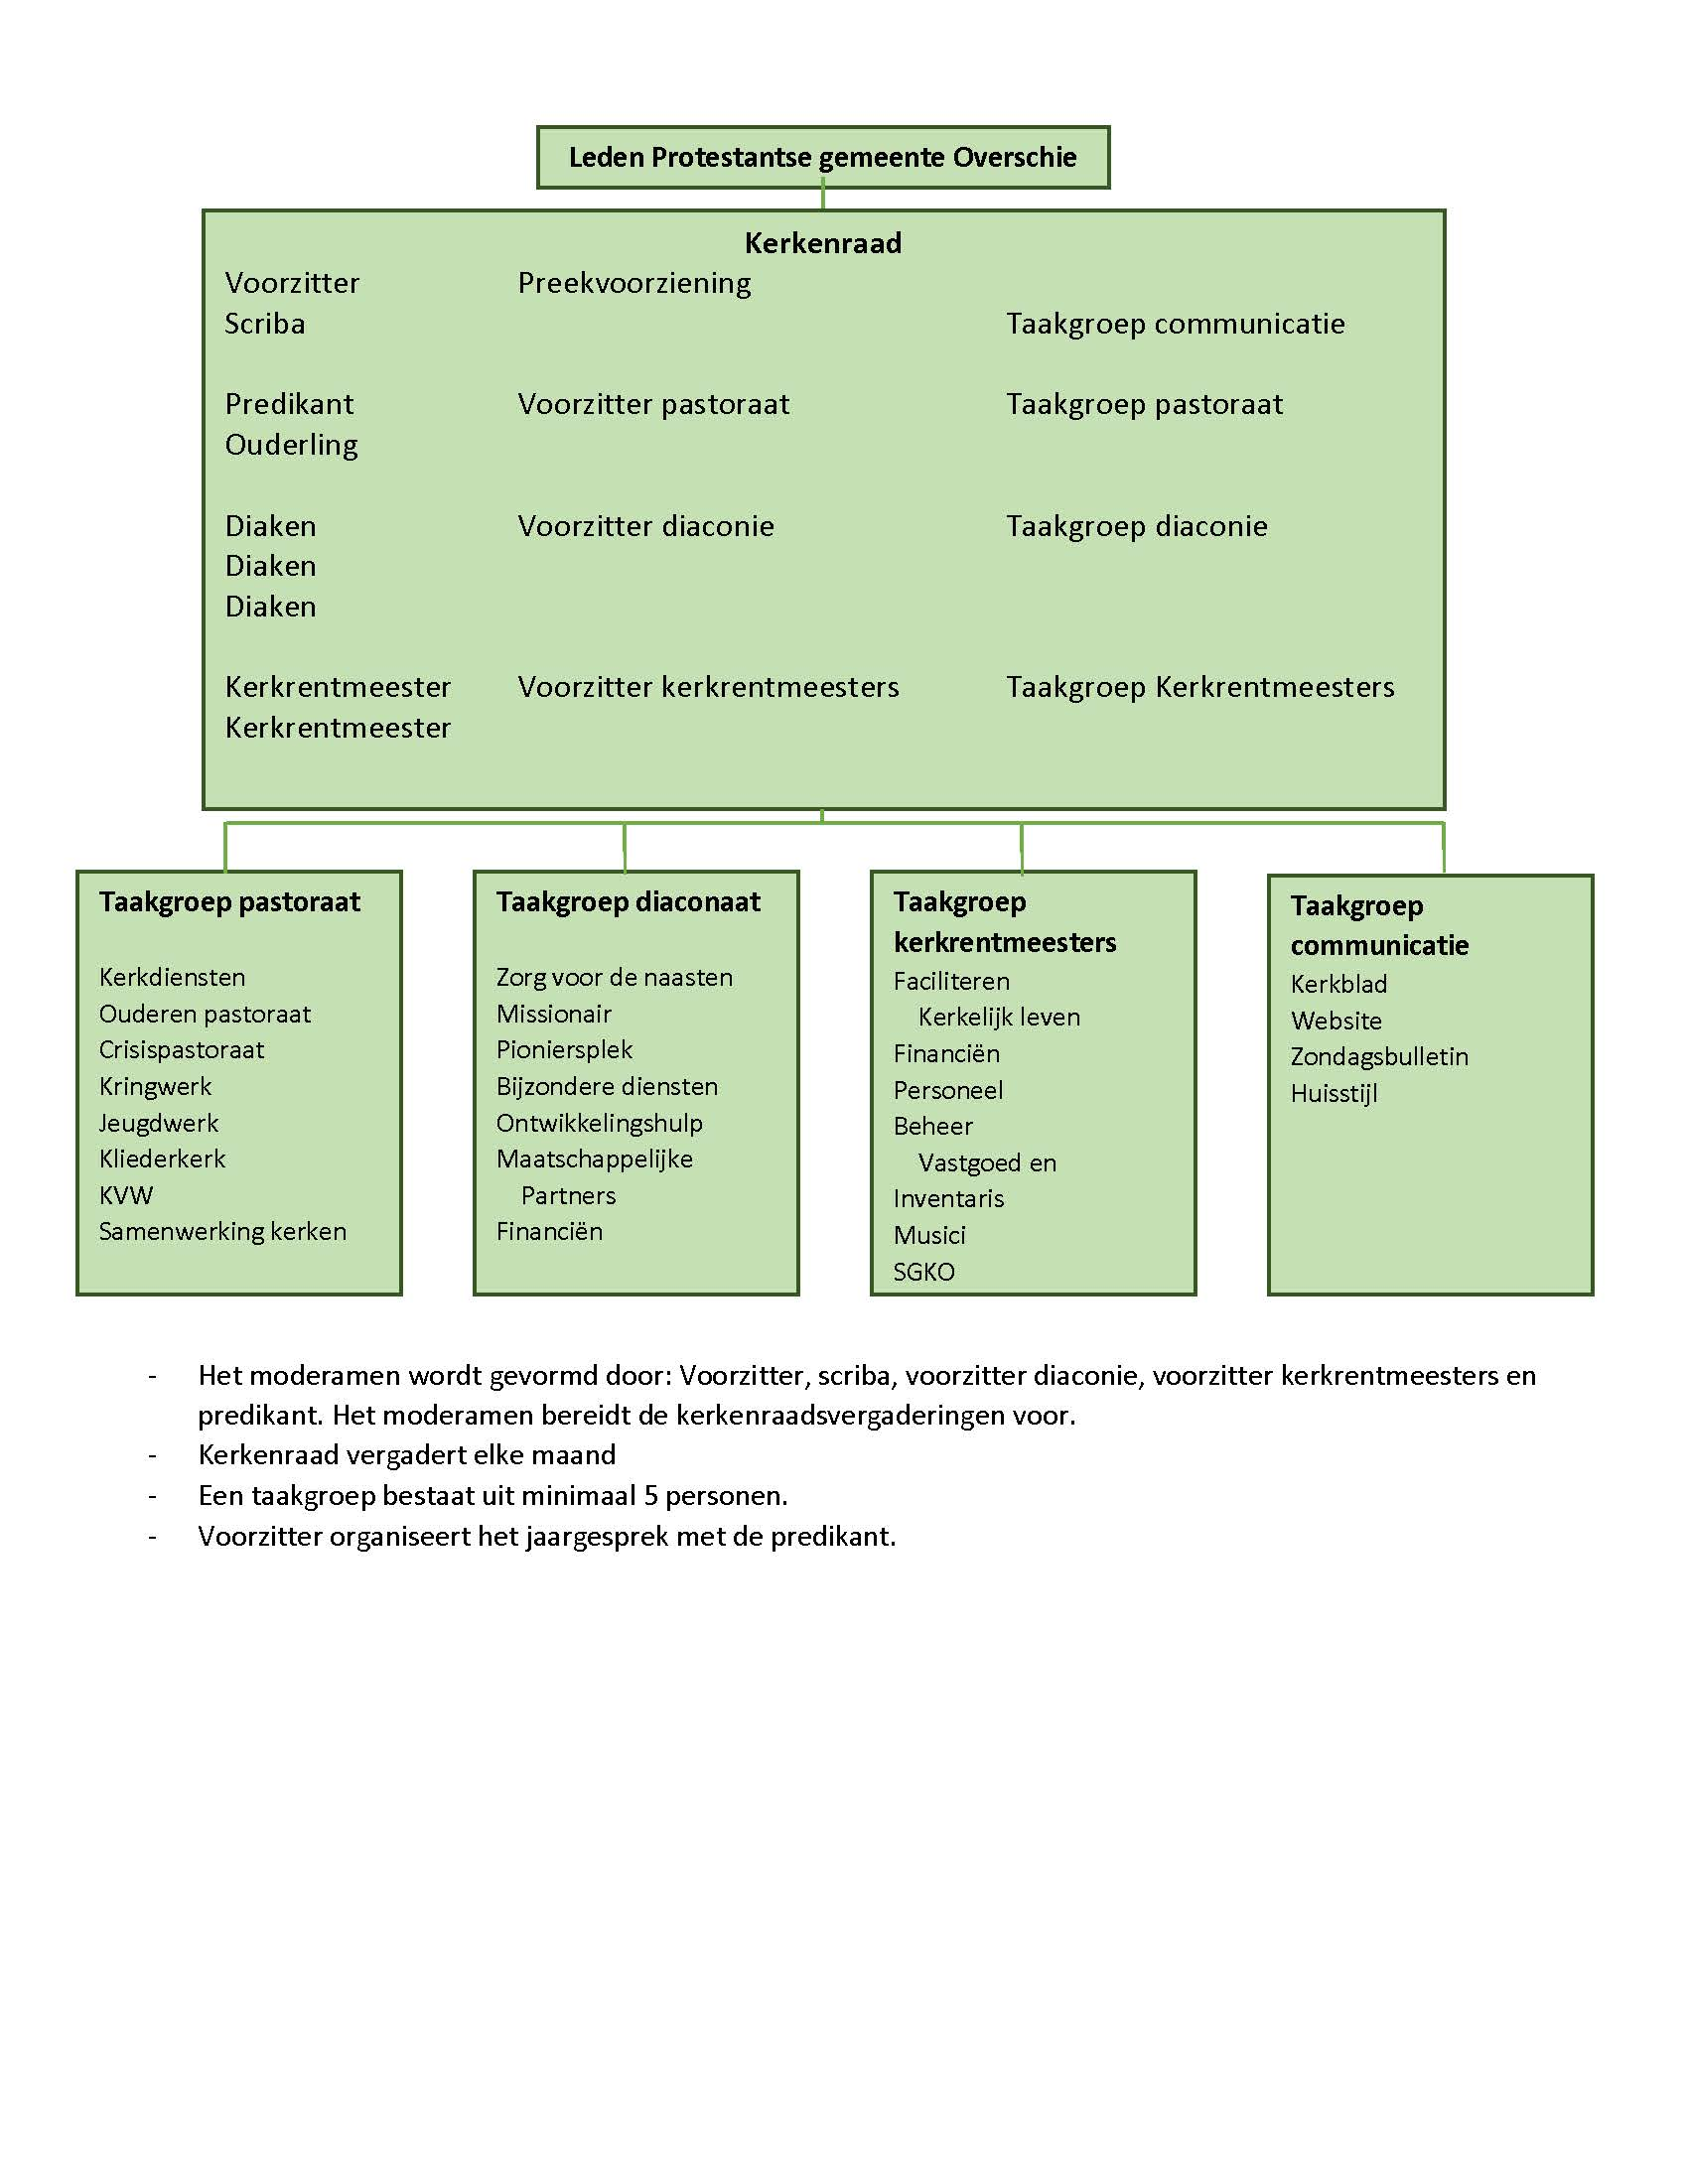 Leden Protestantse gemeente Overschie
Kerkenraad
Voorzitter Preekvoorziening
Scriba Taakgroep communicatie
Predikant Voorzitter pastoraat Taakgroep pastoraat
Ouderling
Diaken Voorzitter diaconie Taakgroep diaconie
Diaken
Diaken
Kerkrentmeester Voorzitter kerkrentmeesters Taakgroep Kerkrentmeesters
Kerkrentmeester
Taakgroep pastoraat
Kerkdiensten
Ouderen pastoraat
Crisispastoraat
Kringwerk
Jeugdwerk
Kliederkerk
KVW
Samenwerking kerken
Taakgroep diaconaat
Zorg voor de naasten
Missionair
Pioniersplek
Bijzondere diensten
Ontwikkelingshulp
Maatschappelijke
Partners
Financiën
Taakgroep
kerkrentmeesters
Faciliteren
Kerkelijk leven
Financiën
Personeel
Beheer
Vastgoed en
Inventaris
Musici
SGKO
Taakgroep
communicatie
Kerkblad
Website
Zondagsbulletin
Huisstijl
- Het moderamen wordt gevormd door: Voorzitter, scriba, voorzitter diaconie, voorzitter kerkrentmeesters en
predikant. Het moderamen bereidt de kerkenraadsvergaderingen voor.
- Kerkenraad vergadert elke maand
- Een taakgroep bestaat uit minimaal 5 personen.
- Voorzitter organiseert het jaargesprek met de predikant.